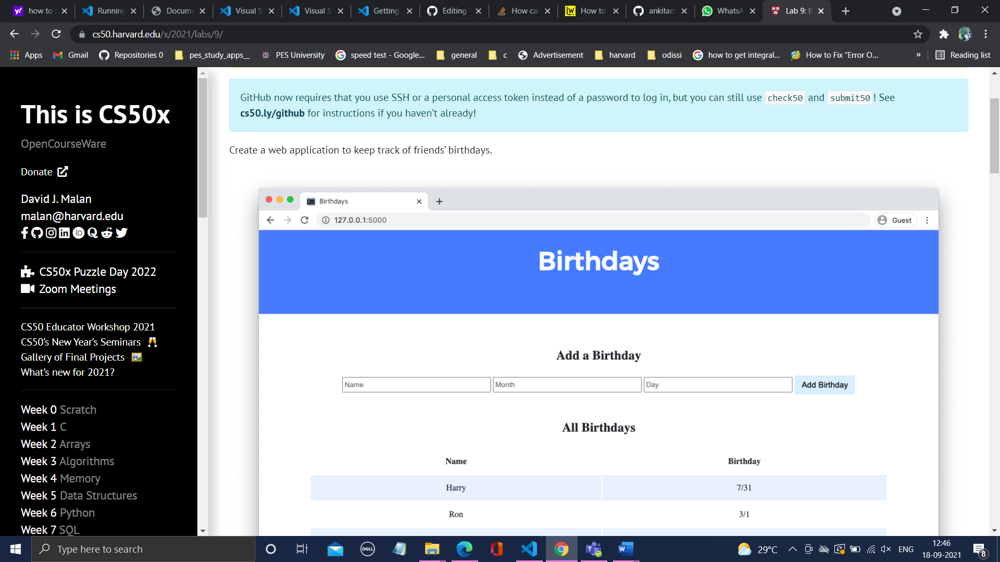 how to
Running
Docume
Visual S
Visual S
Getting
Editing
How ca
How to
ankitac
WhatsA
Lab 9: B
cs50.harvard.edu/x/2021/labs/9/
Apps
Gmail
Repositories 0
pes_study_apps__
PES University
speed test - Google...
general
c
Advertisement
harvard
odissi
how to get integral...
How to Fix "Error O...
»
Reading list
This is CS50x
OpenCourseWare
Donate
David J. Malan
malan@harvard.edu
CS50x Puzzle Day 2022
Zoom Meetings
CS50 Educator Workshop 2021
CS50's New Year's Seminars 🥂
Gallery of Final Projects 🖼️
What's new for 2021?
Week 0 Scratch
Week 1 C
Week 2 Arrays
Week 3 Algorithms
Week 4 Memory
Week 5 Data Structures
Week 6 Python
Week 7 SQL
GitHub now requires that you use SSH or a personal access token instead of a password to log in, but you can still use check50 and submit50! See
cs50.ly/github for instructions if you haven't already!
Create a web application to keep track of friends' birthdays.
Birthdays
127.0.0.1:5000
Guest
Birthdays
Add a Birthday
Name
Month
Day
Add Birthday
All Birthdays
Name Birthday
Harry 7/31
Ron 3/1
Type here to search
DELL
29°C
ENG
12:46
18-09-2021
8